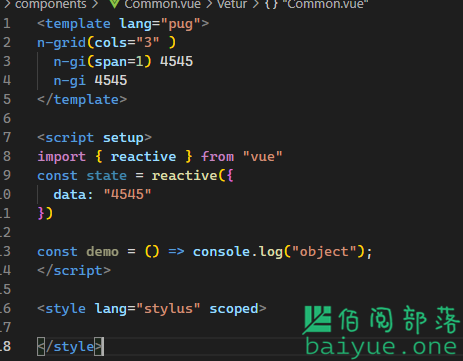 components > Common.vue > Vetur > {} "Common.vue"
1 <template lang="pug">
2 n-grid(cols="3" )
3   n-gi(span=1) 4545
4   n-gi 4545
5 </template>
6
7 <script setup>
8 import { reactive } from "vue"
9 const state = reactive({
10   data: "4545"
11 })
12
13 const demo = () => console.log("object");
14 </script>
15
16 <style lang="stylus" scoped>
17
18 </style>
佰阅部落
baiyue.one